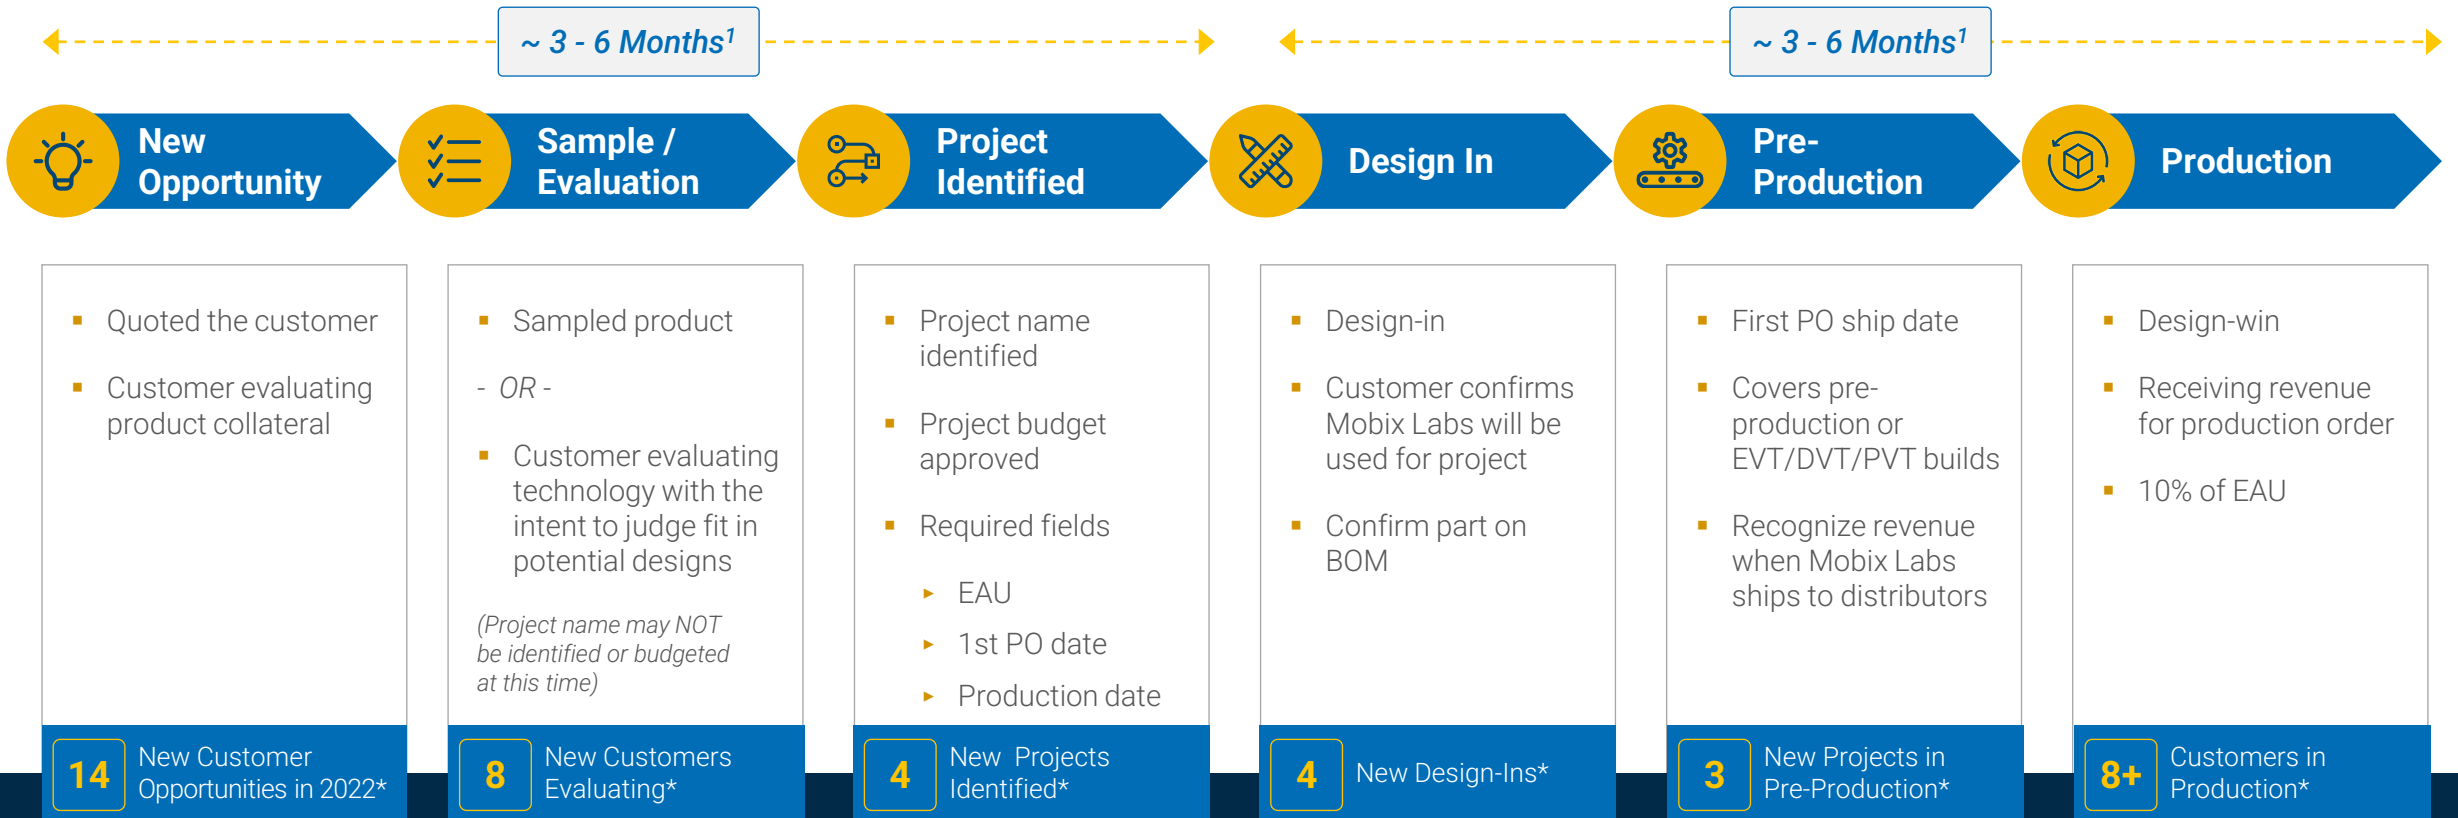 ~ 3 - 6 Months1
~ 3 - 6 Months1
New
Opportunity
Sample /
Evaluation
Project
Identified
Design In
Pre-
Production
Production
Quoted the customer
Customer evaluating
product collateral
Sampled product
- OR -
Customer evaluating
technology with the
intent to judge fit in
potential designs
(Project name may NOT
be identified or budgeted
at this time)
Project name
identified
Project budget
approved
Required fields
EAU
1st PO date
Production date
Design-in
Customer confirms
Mobix Labs will be
used for project
Confirm part on
BOM
First PO ship date
Covers pre-
production or
EVT/DVT/PVT builds
Recognize revenue
when Mobix Labs
ships to distributors
Design-win
Receiving revenue
for production order
10% of EAU
14
New Customer
Opportunities in 2022*
8
New Customers
Evaluating*
4
New Projects
Identified*
4
New Design-Ins*
3
New Projects in
Pre-Production*
8+
Customers in
Production*